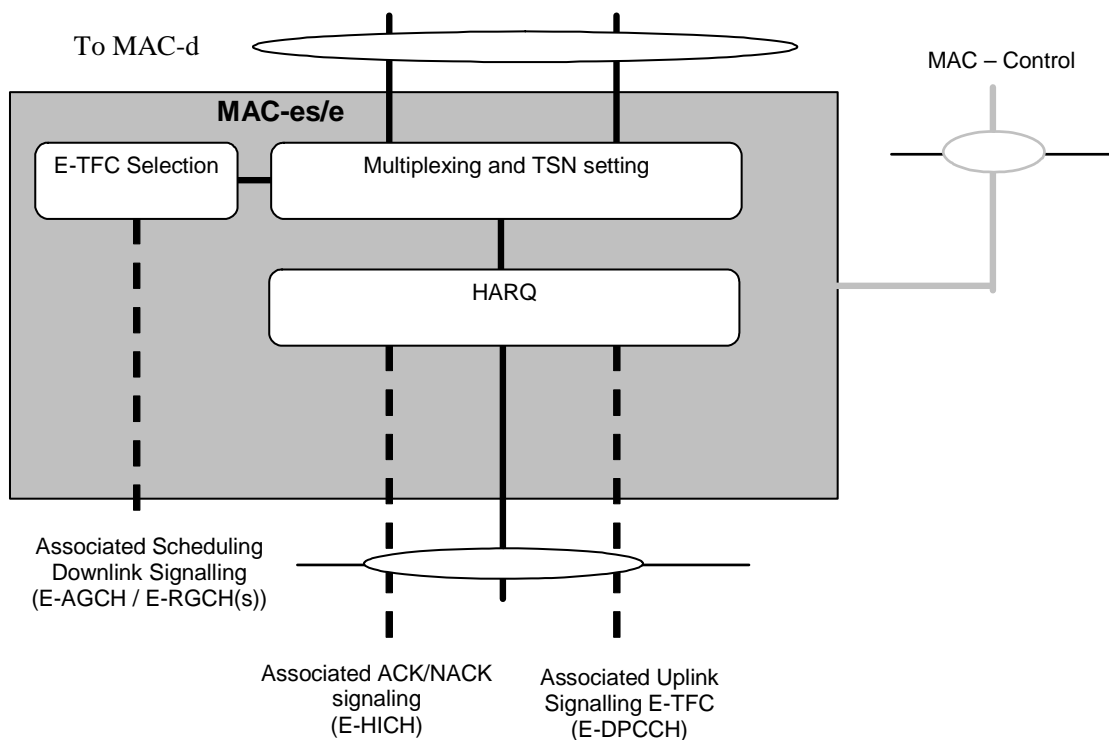 To MAC-d
MAC – Control
MAC-es/e
E-TFC Selection
Multiplexing and TSN setting
HARQ
Associated Scheduling
Downlink Signalling
(E-AGCH / E-RGCH(s))
Associated ACK/NACK
signaling
(E-HICH)
Associated Uplink
Signalling E-TFC
(E-DPCCH)